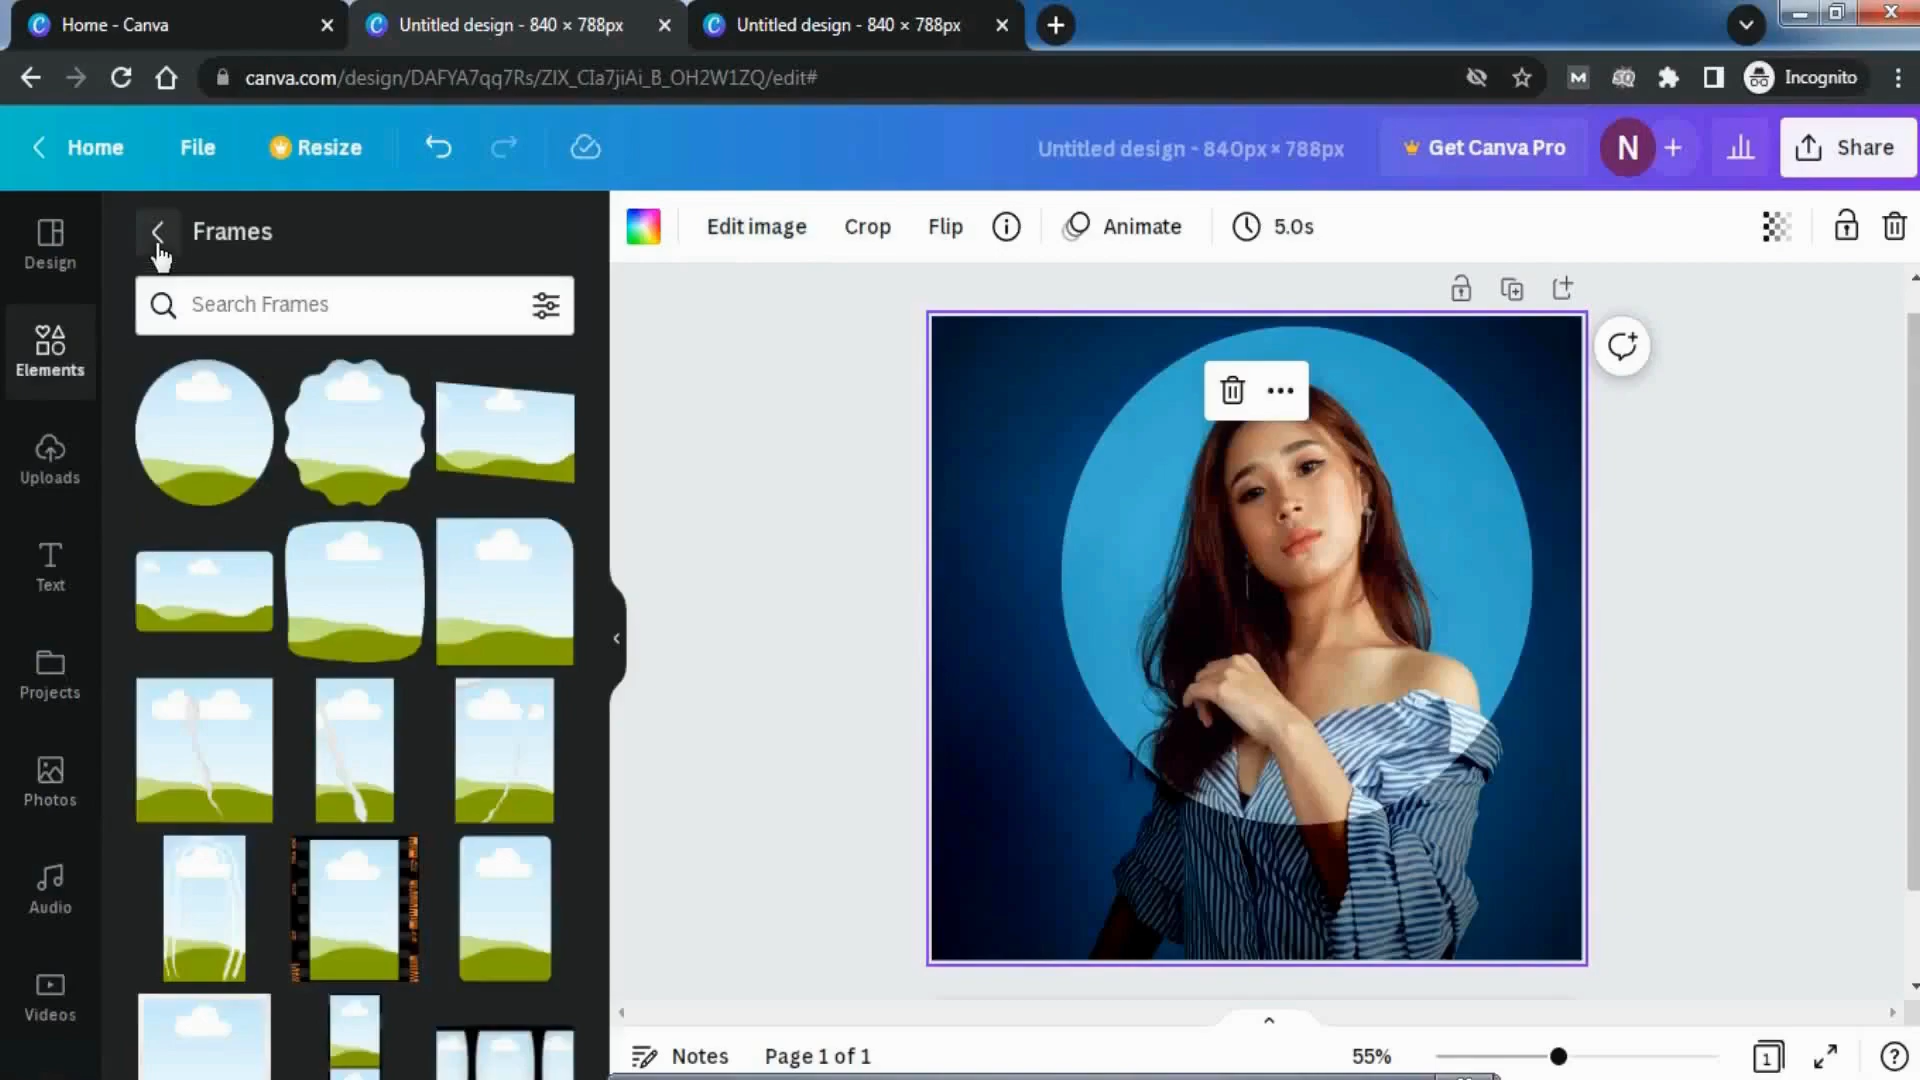 Home - Canva
Untitled design - 840 × 788px
Untitled design - 840 × 788px
canva.com/design/DAFYA7qq7Rs/ZIX_CIa7jiAi_B_OH2W1ZQ/edit#
M
Incognito
Home
File
Resize
Untitled design - 840px × 788px
Get Canva Pro
N
Share
Design
Elements
Uploads
Text
Projects
Photos
Audio
Videos
Frames
Search Frames
Edit image
Crop
Flip
Animate
5.0s
Notes
Page 1 of 1
55%
1